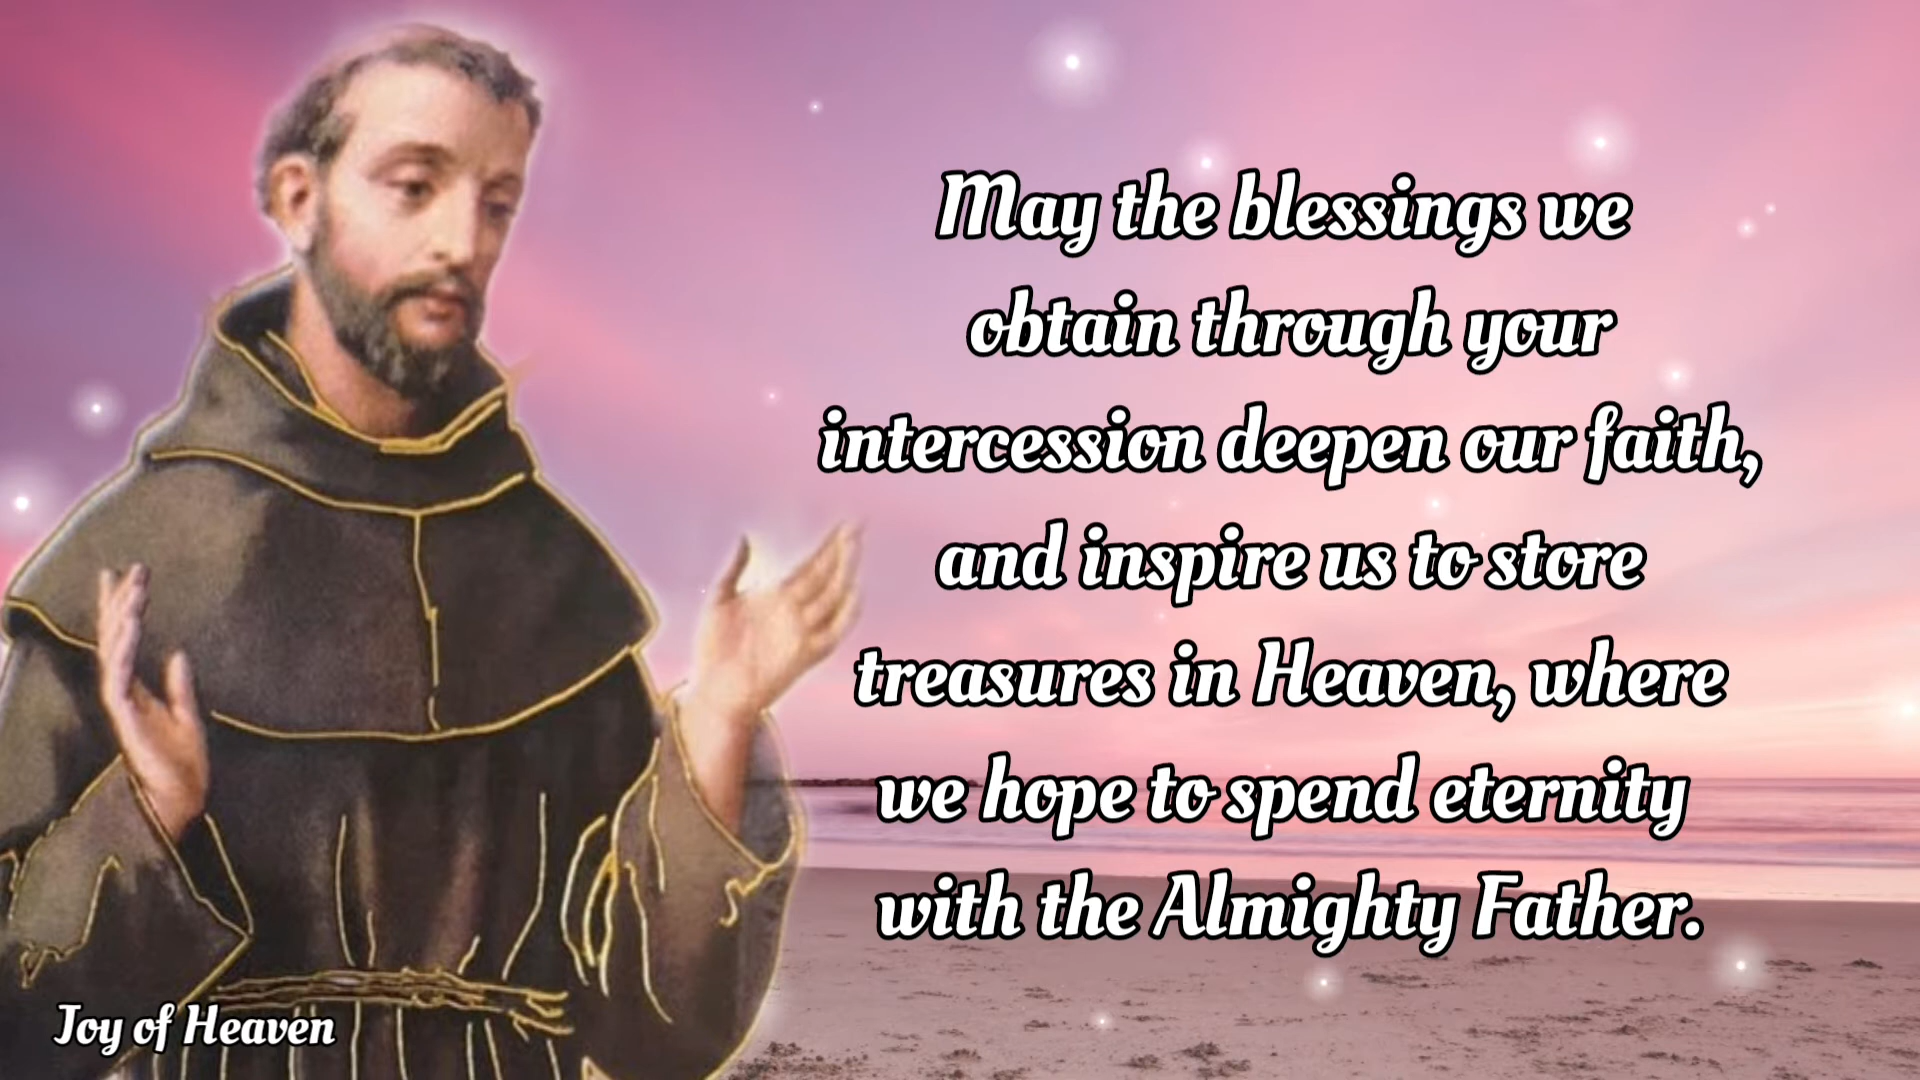 May the blessings we
obtain through your
intercession deepen our faith,
and inspire us to store
treasures in Heaven, where
we hope to spend eternity
with the Almighty Father.
Joy of Heaven